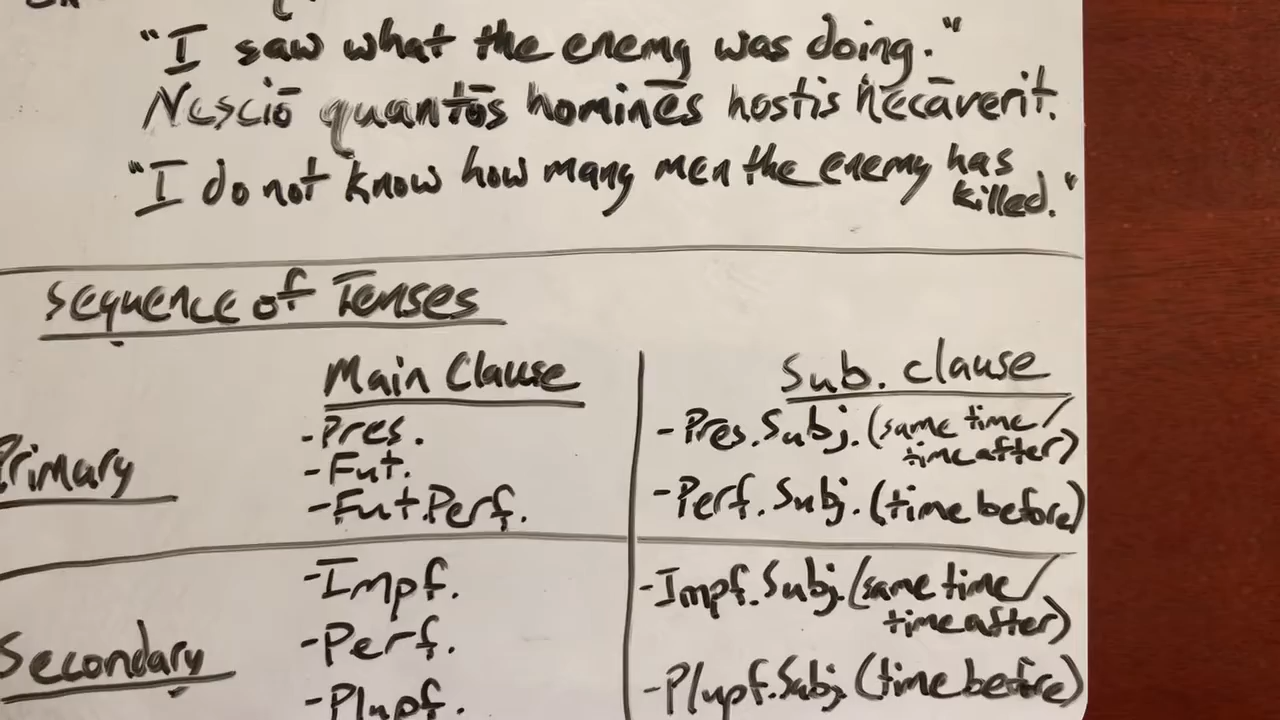 "I saw what the enemy was doing."
Nesciō quantōs hominēs hostis necāverit.
"I do not know how many men the enemy has
killed."
Sequence of Tenses
Main Clause
Sub. clause
Primary
-Pres.
-Fut.
-Fut.Perf.
-Pres.Subj. (same time/
time after)
-Perf.Subj. (time before)
Secondary
-Impf.
-Perf.
-Plupf.
-Impf.Subj. (same time/
time after)
-Plupf.Subj. (time before)